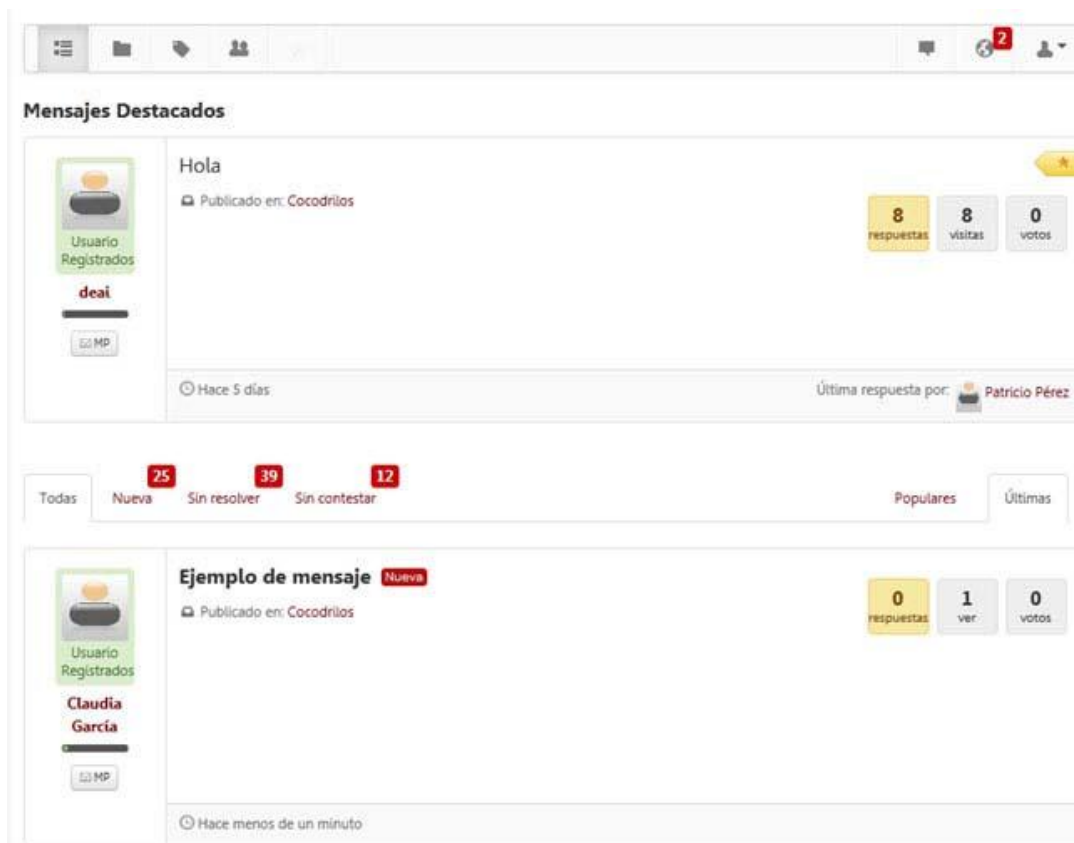 2
Mensajes Destacados
Hola
Publicado en: Cocodrilos
8
respuestas
8
visitas
0
votos
Usuario
Registrados
deai
MP
Hace 5 días
Última respuesta por: Patricio Pérez
Todas
Nueva 25
Sin resolver 39
Sin contestar 12
Populares
Últimas
Ejemplo de mensaje Nueva
Publicado en: Cocodrilos
0
respuestas
1
ver
0
votos
Usuario
Registrados
Claudia
García
MP
Hace menos de un minuto